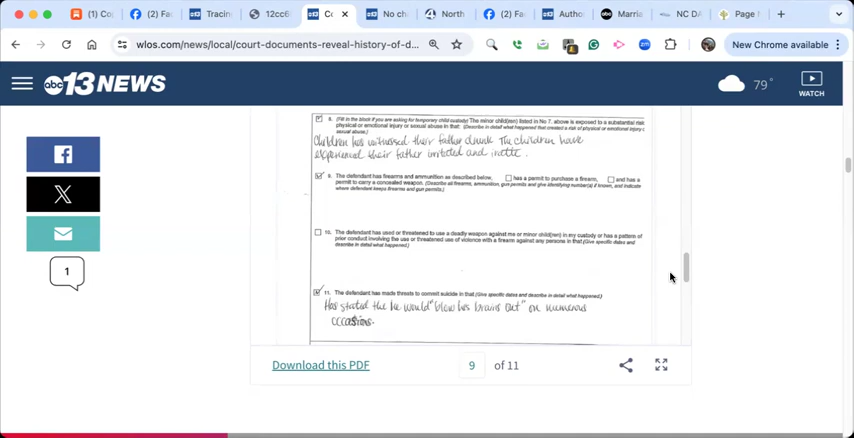 (1) Co
(2) Fac
Tracin
12cc6
Co
No ch
North
(2) Fa
Autho
Marria
NC DA
Page f
wlos.com/news/local/court-documents-reveal-history-of-d...
New Chrome available
abc 13 NEWS
79°
WATCH
8. (Fill in the block if you are asking for temporary child custody) The minor child(ren) listed in No 7. above is exposed to a substantial risk
physical or emotional injury or sexual abuse in that: (Describe in detail what happened that created a risk of physical or emotional injury or
sexual abuse.)
Children has witnessed their father drunk. The children have
experienced their father irritated and
9. The defendant has firearms and ammunition as described below, has a permit to purchase a firearm, and has a
permit to carry a concealed weapon. (Describe all firearms, ammunition, gun permits and give identifying number(s) if known, and indicate
where defendant keeps firearms and gun permits.)
10. The defendant has used or threatened to use a deadly weapon against me or minor child(ren) in my custody or has a pattern of
prior conduct involving the use or threatened use of violence with a firearm against any persons in that (Give specific dates and
describe in detail what happened.)
11. The defendant has made threats to commit suicide in that (Give specific dates and describe in detail what happened.)
Has stated the he would "blow his brains out" on numerous
occasions.
1
Download this PDF
9 of 11